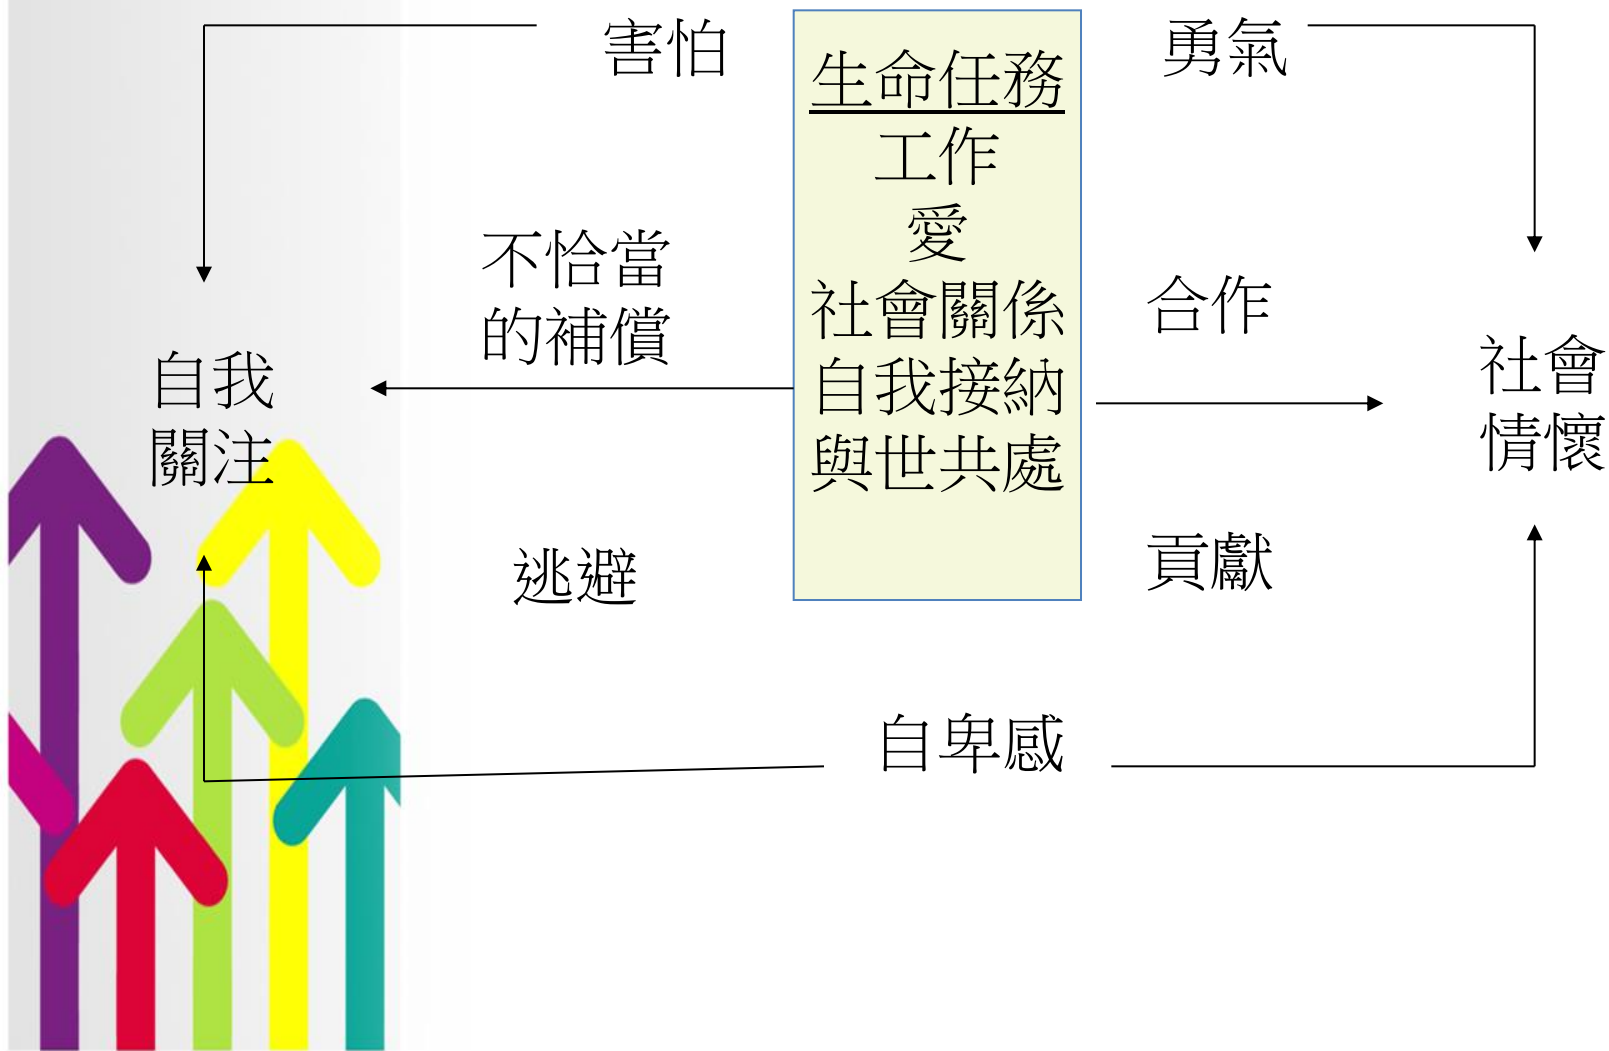 害怕
生命任務
工作
愛
社會關係
自我接納
與世共處
勇氣
不恰當
的補償
合作
自我
關注
社會
情懷
逃避
貢獻
自卑感